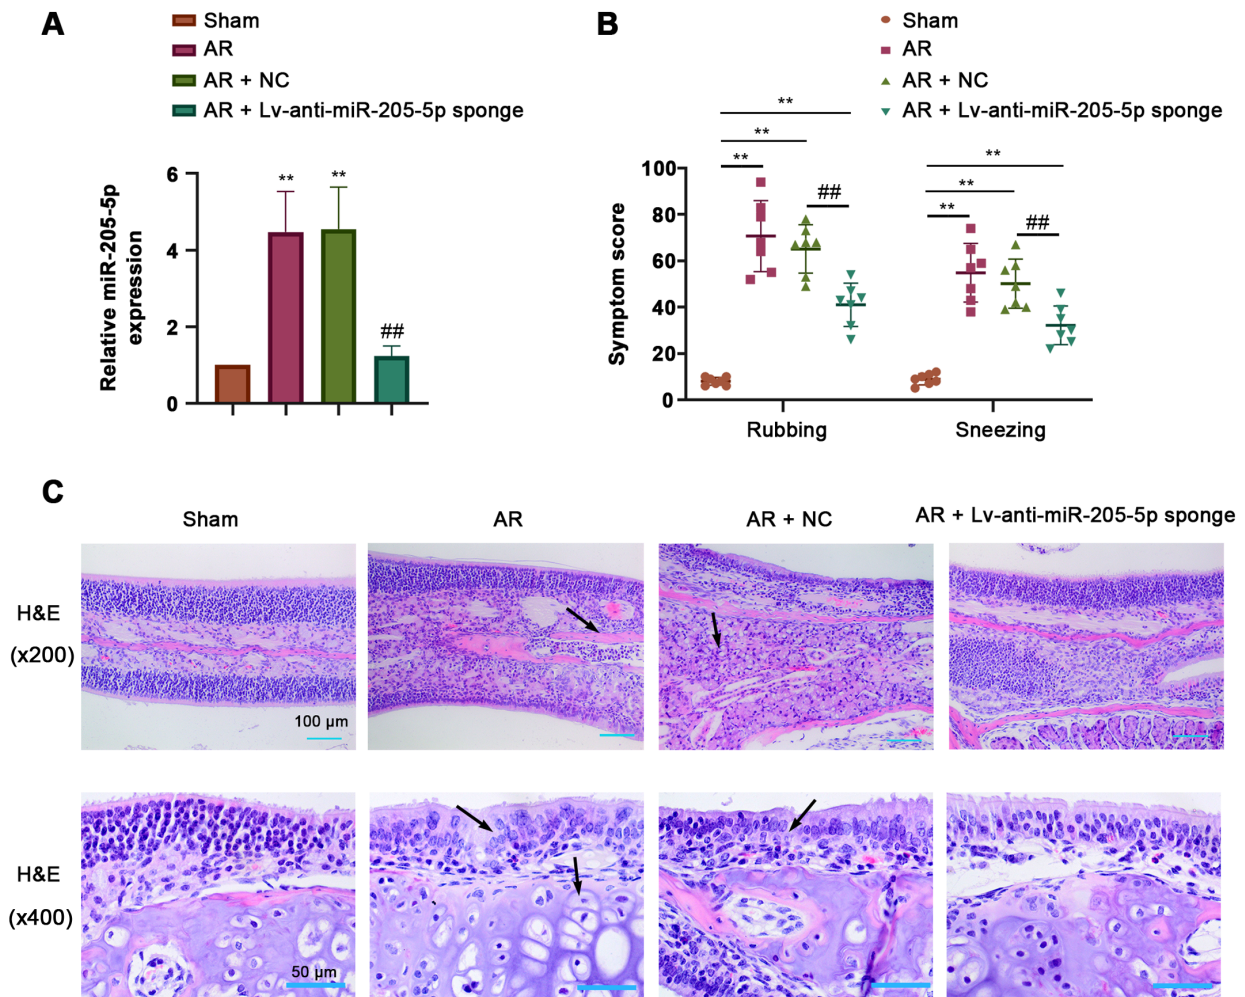 A
Sham
AR
AR + NC
AR + Lv-anti-miR-205-5p sponge
Relative miR-205-5p
expression
6
4
2
0
**
**
##
B
Sham
AR
AR + NC
AR + Lv-anti-miR-205-5p sponge
Symptom score
100
80
60
40
20
0
**
**
**
##
**
**
**
##
Rubbing
Sneezing
C
Sham
AR
AR + NC
AR + Lv-anti-miR-205-5p sponge
H&E
(x200)
100 μm
H&E
(x400)
50 μm